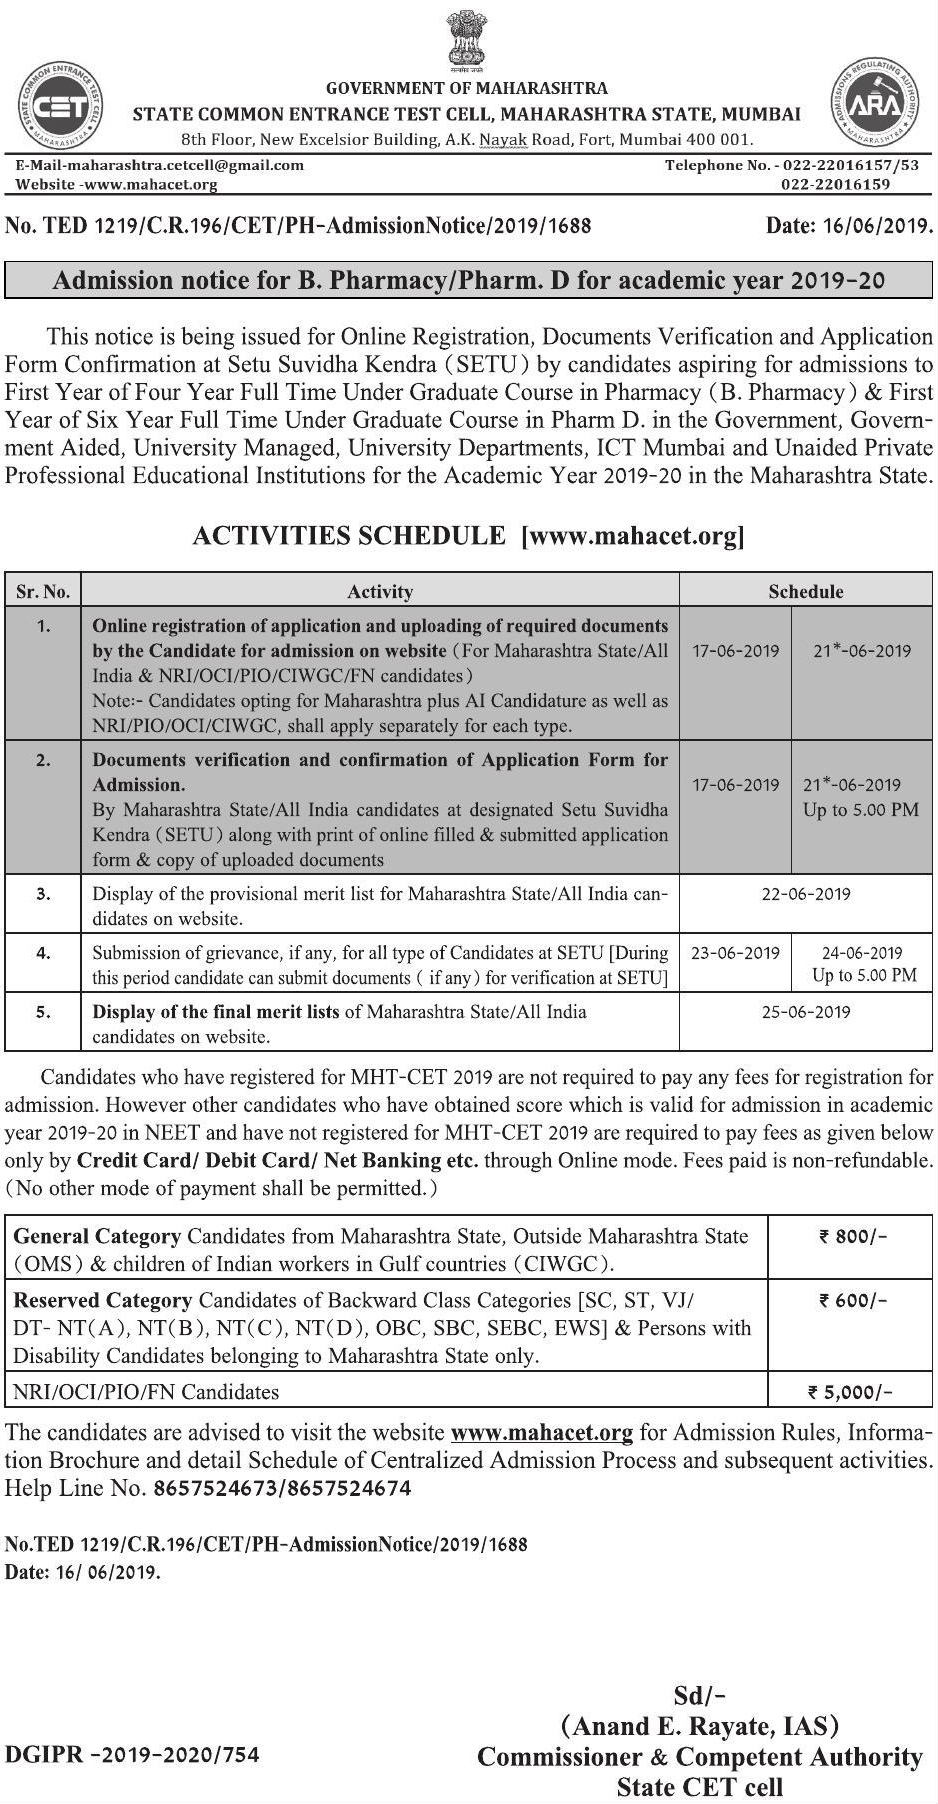 सत्यमेव जयते
STATE COMMON ENTRANCE TEST CELL
CET
MAHARASHTRA
ADMISSIONS REGULATING AUTHORITY
ARA
MAHARASHTRA
GOVERNMENT OF MAHARASHTRA
STATE COMMON ENTRANCE TEST CELL, MAHARASHTRA STATE, MUMBAI
8th Floor, New Excelsior Building, A.K. Nayak Road, Fort, Mumbai 400 001.
E-Mail-maharashtra.cetcell@gmail.com Telephone No. - 022-22016157/53
Website -www.mahacet.org 022-22016159
No. TED 1219/C.R.196/CET/PH-AdmissionNotice/2019/1688 Date: 16/06/2019.
Admission notice for B. Pharmacy/Pharm. D for academic year 2019-20
This notice is being issued for Online Registration, Documents Verification and Application
Form Confirmation at Setu Suvidha Kendra (SETU) by candidates aspiring for admissions to
First Year of Four Year Full Time Under Graduate Course in Pharmacy (B. Pharmacy) & First
Year of Six Year Full Time Under Graduate Course in Pharm D. in the Government, Govern-
ment Aided, University Managed, University Departments, ICT Mumbai and Unaided Private
Professional Educational Institutions for the Academic Year 2019-20 in the Maharashtra State.
ACTIVITIES SCHEDULE [www.mahacet.org]
Sr. No. Activity Schedule
1. Online registration of application and uploading of required documents
by the Candidate for admission on website (For Maharashtra State/All 17-06-2019 21*-06-2019
India & NRI/OCI/PIO/CIWGC/FN candidates)
Note:- Candidates opting for Maharashtra plus AI Candidature as well as
NRI/PIO/OCI/CIWGC, shall apply separately for each type.
2. Documents verification and confirmation of Application Form for
Admission. 17-06-2019 21*-06-2019
By Maharashtra State/All India candidates at designated Setu Suvidha Up to 5.00 PM
Kendra (SETU) along with print of online filled & submitted application
form & copy of uploaded documents
3. Display of the provisional merit list for Maharashtra State/All India can- 22-06-2019
didates on website.
4. Submission of grievance, if any, for all type of Candidates at SETU [During 23-06-2019 24-06-2019
this period candidate can submit documents ( if any) for verification at SETU] Up to 5.00 PM
5. Display of the final merit lists of Maharashtra State/All India 25-06-2019
candidates on website.
Candidates who have registered for MHT-CET 2019 are not required to pay any fees for registration for
admission. However other candidates who have obtained score which is valid for admission in academic
year 2019-20 in NEET and have not registered for MHT-CET 2019 are required to pay fees as given below
only by Credit Card/ Debit Card/ Net Banking etc. through Online mode. Fees paid is non-refundable.
(No other mode of payment shall be permitted.)
General Category Candidates from Maharashtra State, Outside Maharashtra State ₹ 800/-
(OMS) & children of Indian workers in Gulf countries (CIWGC).
Reserved Category Candidates of Backward Class Categories [SC, ST, VJ/ ₹ 600/-
DT- NT(A), NT(B), NT(C), NT(D), OBC, SBC, SEBC, EWS] & Persons with
Disability Candidates belonging to Maharashtra State only.
NRI/OCI/PIO/FN Candidates ₹ 5,000/-
The candidates are advised to visit the website www.mahacet.org for Admission Rules, Informa-
tion Brochure and detail Schedule of Centralized Admission Process and subsequent activities.
Help Line No. 8657524673/8657524674
No.TED 1219/C.R.196/CET/PH-AdmissionNotice/2019/1688
Date: 16/ 06/2019.
Sd/-
(Anand E. Rayate, IAS)
DGIPR -2019-2020/754 Commissioner & Competent Authority
State CET cell